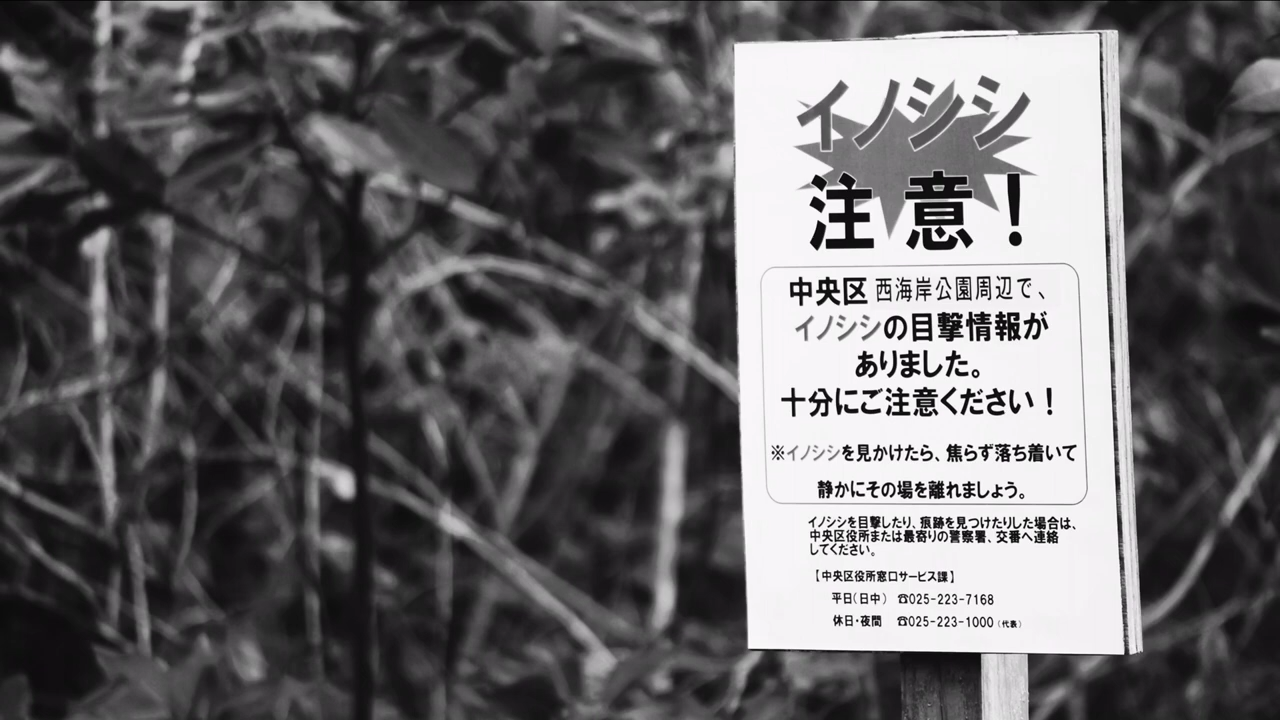 イノシシ
注意！
中央区 西海岸公園周辺で、
イノシシの目撃情報が
ありました。
十分にご注意ください！
※イノシシを見かけたら、焦らず落ち着いて
静かにその場を離れましょう。
イノシシを目撃したり、痕跡を見つけたりした場合は、
中央区役所または最寄りの警察署、交番へ連絡
してください。
【中央区役所窓口サービス課】
平日(日中) ☎025-223-7168
休日・夜間 ☎025-223-1000（代表）